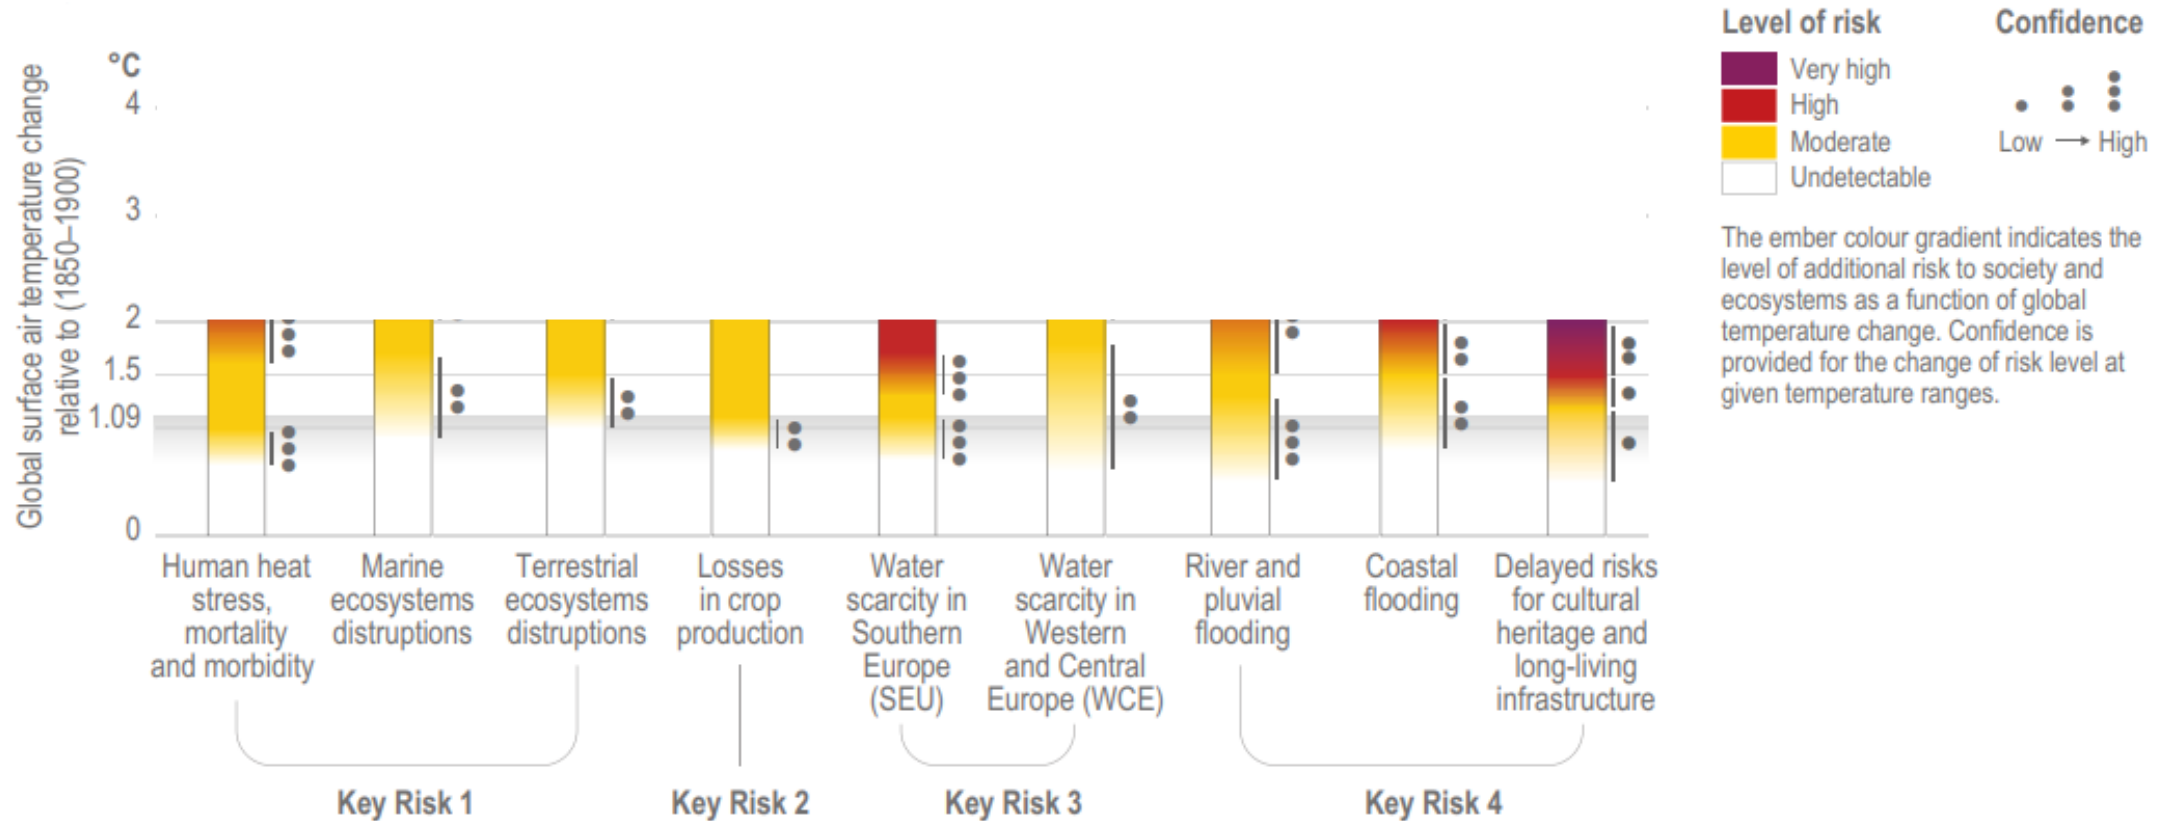 Global surface air temperature change
relative to (1850–1900)
°C
4
3
2
1.5
1.09
0
Human heat
stress,
mortality
and morbidity
Marine
ecosystems
distruptions
Terrestrial
ecosystems
distruptions
Losses
in crop
production
Water
scarcity in
Southern
Europe
(SEU)
Water
scarcity in
Western
and Central
Europe (WCE)
River and
pluvial
flooding
Coastal
flooding
Delayed risks
for cultural
heritage and
long-living
infrastructure
Key Risk 1
Key Risk 2
Key Risk 3
Key Risk 4
Level of risk
Very high
High
Moderate
Undetectable
Confidence
Low → High
The ember colour gradient indicates the
level of additional risk to society and
ecosystems as a function of global
temperature change. Confidence is
provided for the change of risk level at
given temperature ranges.